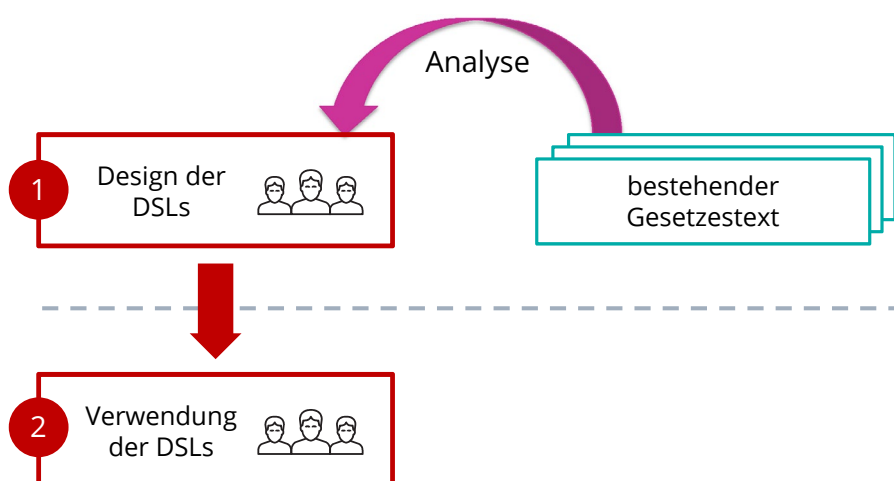 Analyse
1
Design der
DSLs
bestehender
Gesetzestext
2
Verwendung
der DSLs